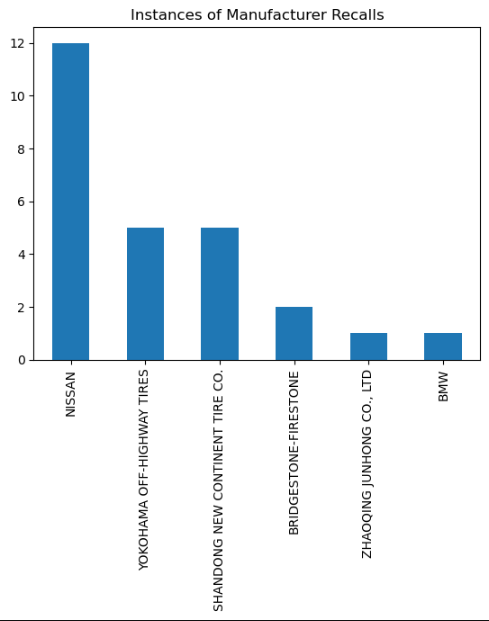 Instances of Manufacturer Recalls
12
10
8
6
4
2
0
NISSAN
YOKOHAMA OFF-HIGHWAY TIRES
SHANDONG NEW CONTINENT TIRE CO.
BRIDGESTONE-FIRESTONE
ZHAOQING JUNHONG CO., LTD
BMW